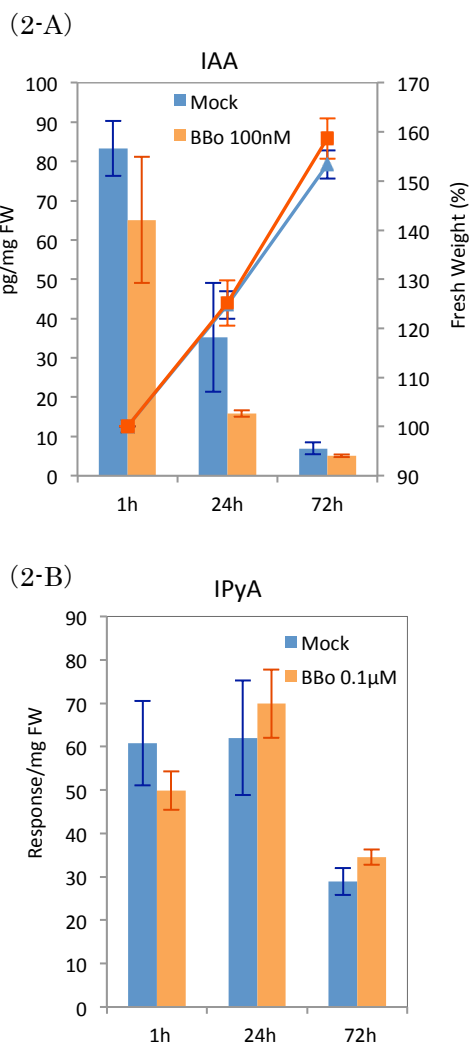 (2-A)
IAA
100
90
80
70
60
50
40
30
20
10
0
pg/mg FW
Mock
BBo 100nM
170
160
150
140
130
120
110
100
90
Fresh Weight (%)
1h
24h
72h
(2-B)
IPyA
90
80
70
60
50
40
30
20
10
0
Response/mg FW
Mock
BBo 0.1μM
1h
24h
72h